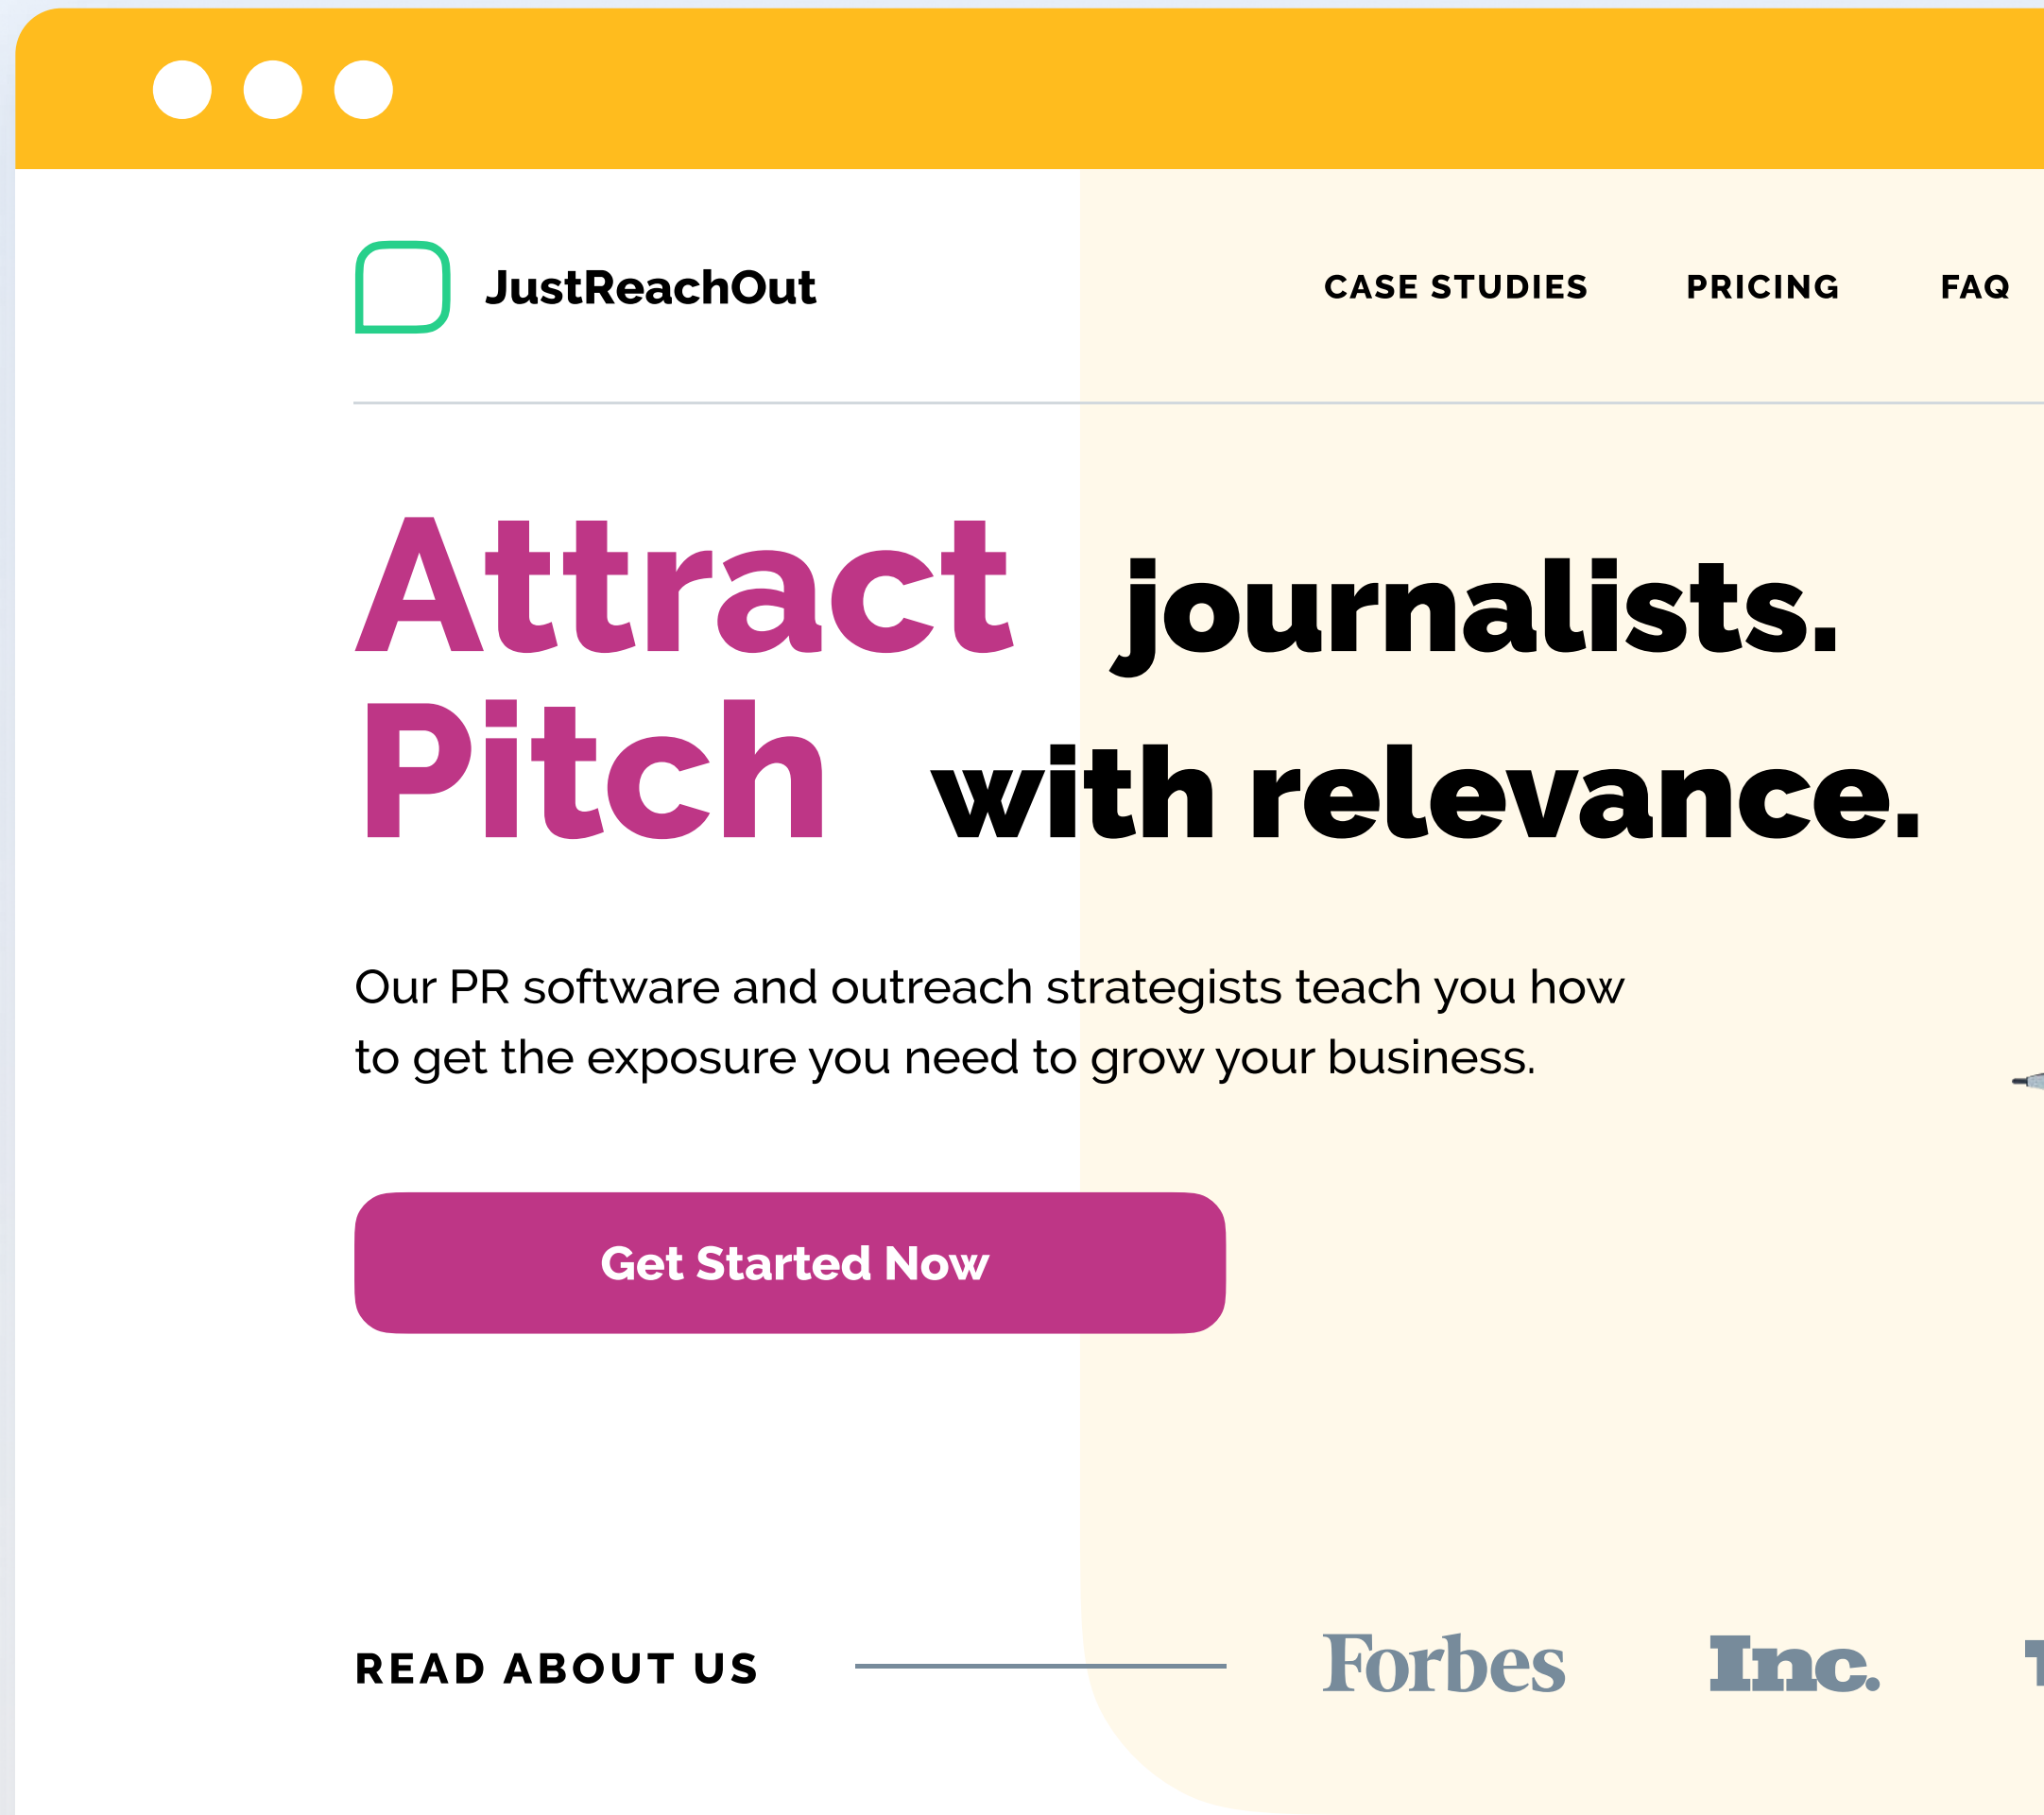 JustReachOut
CASE STUDIES PRICING FAQ
Attract journalists.
Pitch with relevance.
Our PR software and outreach strategists teach you how
to get the exposure you need to grow your business.
Get Started Now
READ ABOUT US
Forbes Inc.